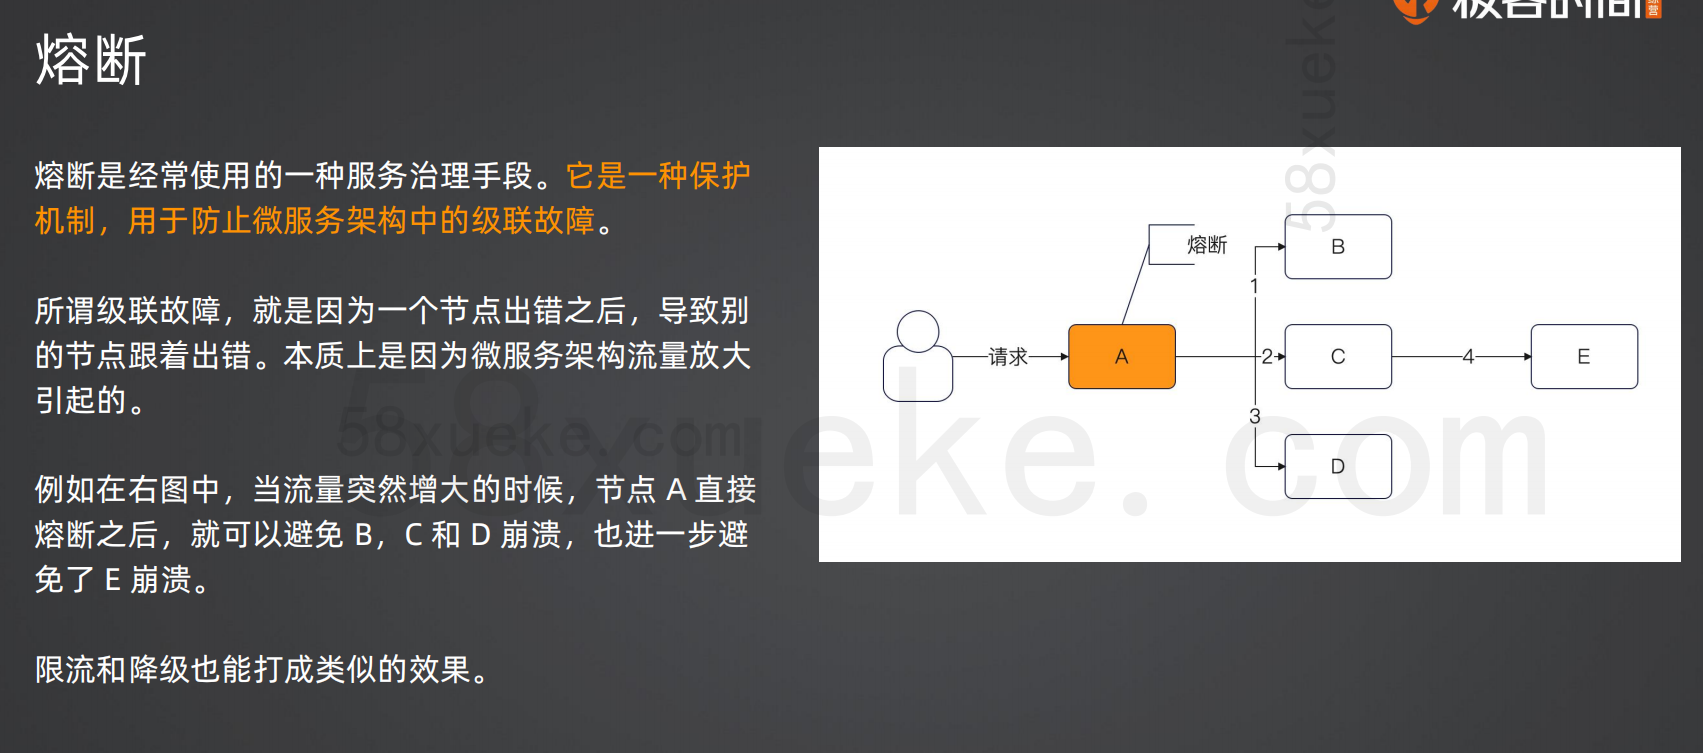 极客时间
熔断
熔断是经常使用的一种服务治理手段。它是一种保护
机制，用于防止微服务架构中的级联故障。
所谓级联故障，就是因为一个节点出错之后，导致别
的节点跟着出错。本质上是因为微服务架构流量放大
引起的。
例如在右图中，当流量突然增大的时候，节点 A 直接
熔断之后，就可以避免 B，C 和 D 崩溃，也进一步避
免了 E 崩溃。
限流和降级也能打成类似的效果。
熔断
请求
A
1
B
2
C
4
E
3
D
58xueke.com
58xueke.com
58xueke